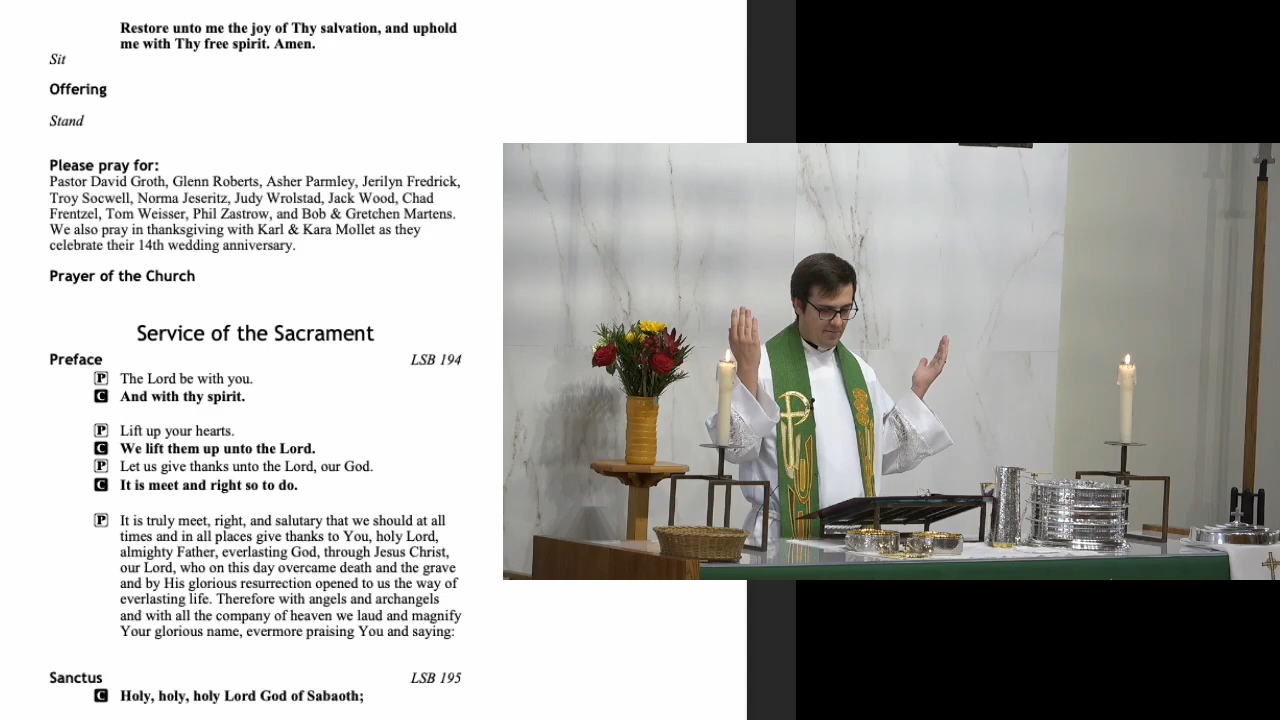 Restore unto me the joy of Thy salvation, and uphold
me with Thy free spirit. Amen.
Sit
Offering
Stand
Please pray for:
Pastor David Groth, Glenn Roberts, Asher Parmley, Jerilyn Fredrick,
Troy Socwell, Norma Jeseritz, Judy Wrolstad, Jack Wood, Chad
Frentzel, Tom Weisser, Phil Zastrow, and Bob & Gretchen Martens.
We also pray in thanksgiving with Karl & Kara Mollet as they
celebrate their 14th wedding anniversary.
Prayer of the Church
Service of the Sacrament
Preface LSB 194
P The Lord be with you.
C And with thy spirit.
P Lift up your hearts.
C We lift them up unto the Lord.
P Let us give thanks unto the Lord, our God.
C It is meet and right so to do.
P It is truly meet, right, and salutary that we should at all
times and in all places give thanks to You, holy Lord,
almighty Father, everlasting God, through Jesus Christ,
our Lord, who on this day overcame death and the grave
and by His glorious resurrection opened to us the way of
everlasting life. Therefore with angels and archangels
and with all the company of heaven we laud and magnify
Your glorious name, evermore praising You and saying:
Sanctus LSB 195
C Holy, holy, holy Lord God of Sabaoth;